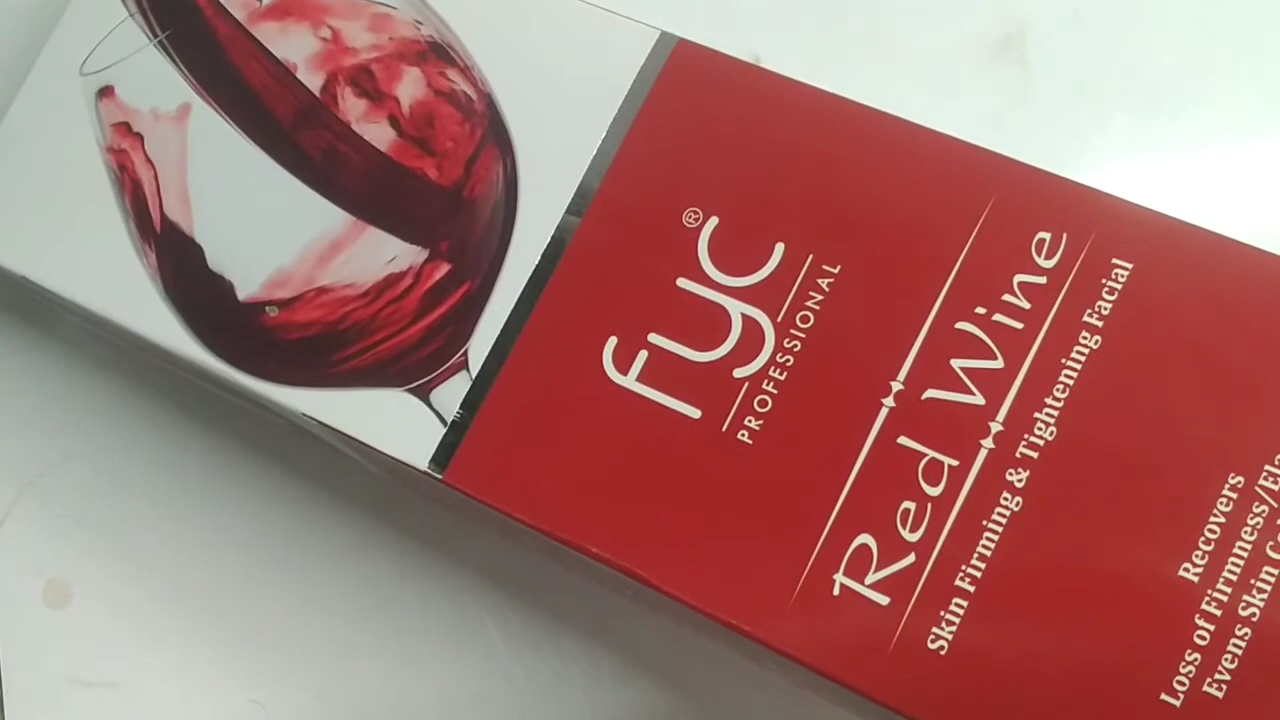 fyc®
PROFESSIONAL
Red Wine
Skin Firming & Tightening Facial
Recovers
Loss of Firmness/
Evens Skin